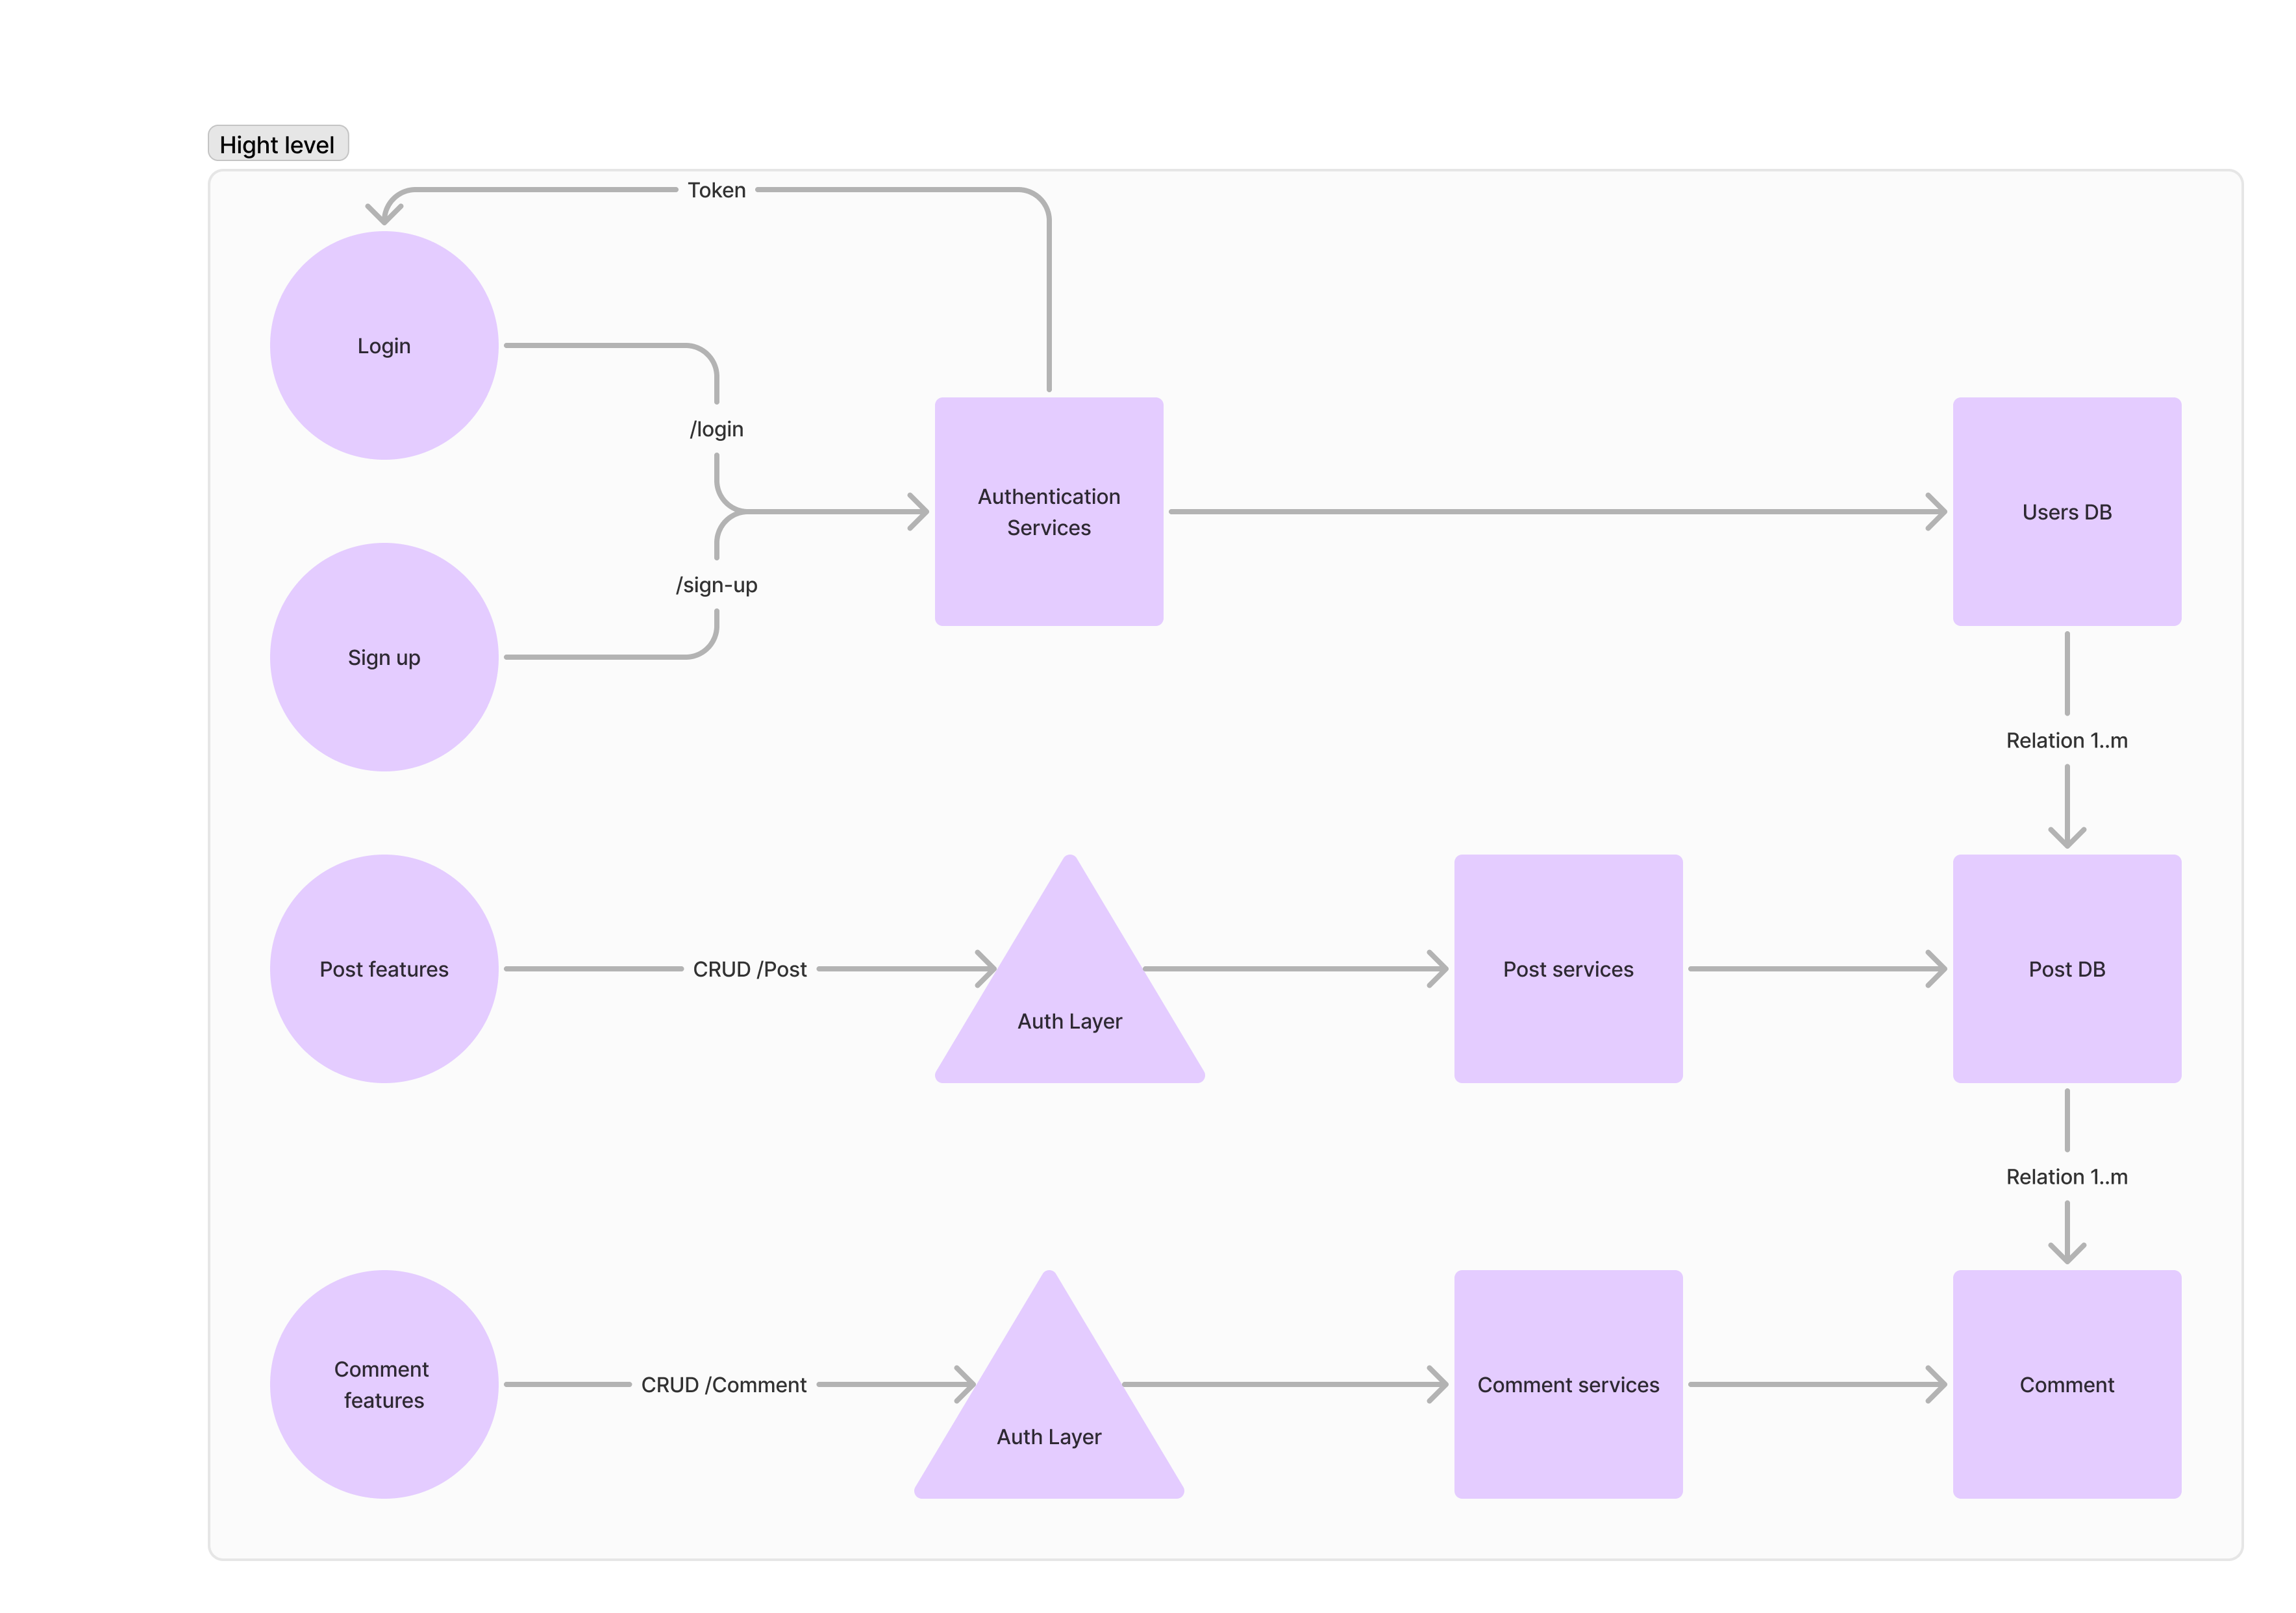 Hight level
Token
Login
/login
Authentication
Services
Users DB
/sign-up
Sign up
Relation 1..m
Post features
CRUD /Post
Auth Layer
Post services
Post DB
Relation 1..m
Comment
features
CRUD /Comment
Auth Layer
Comment services
Comment